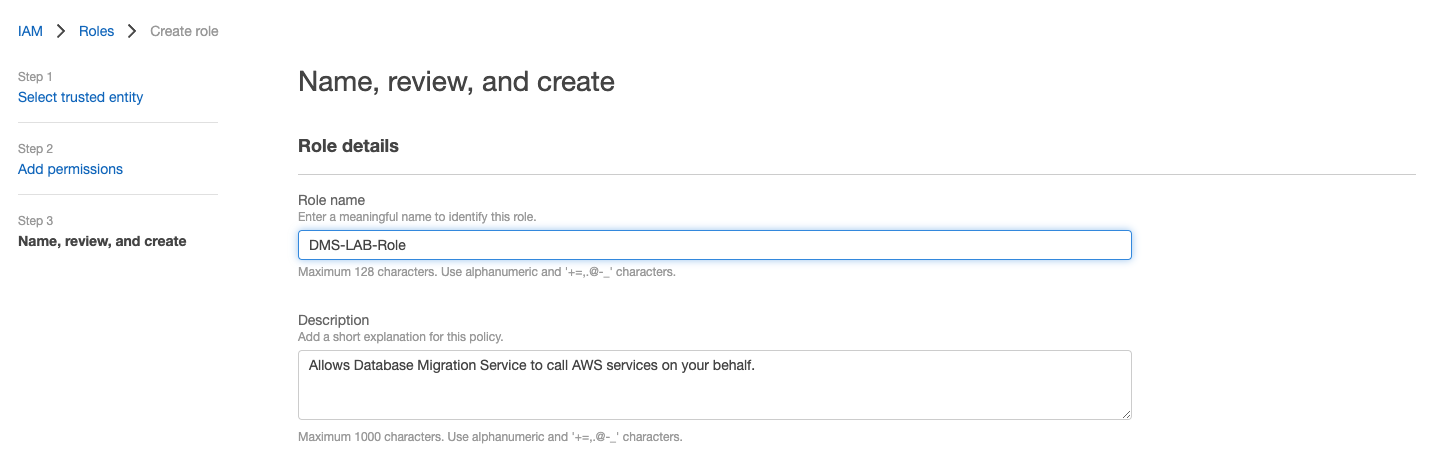 IAM > Roles > Create role
Step 1
Select trusted entity
Step 2
Add permissions
Step 3
Name, review, and create
Name, review, and create
Role details
Role name
Enter a meaningful name to identify this role.
DMS-LAB-Role
Maximum 128 characters. Use alphanumeric and '+=,.@-_' characters.
Description
Add a short explanation for this policy.
Allows Database Migration Service to call AWS services on your behalf.
Maximum 1000 characters. Use alphanumeric and '+=,.@-_' characters.